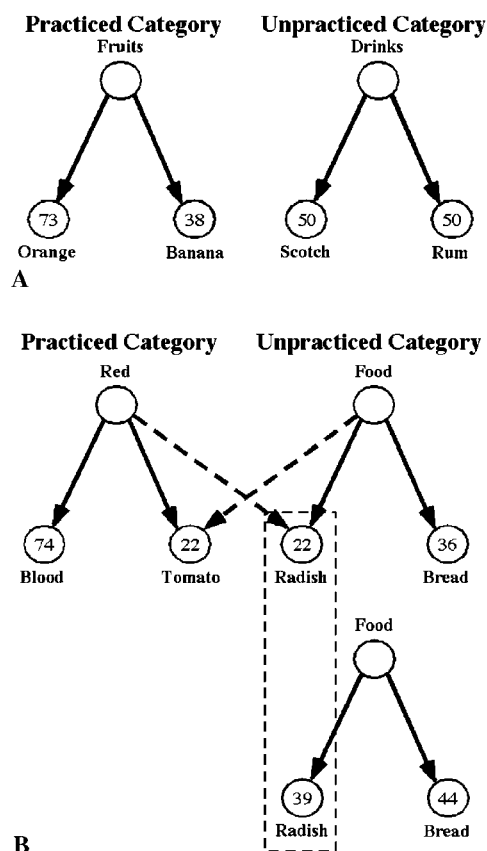 Practiced Category Unpracticed Category
Fruits Drinks
73 38 50 50
Orange Banana Scotch Rum
A
Practiced Category Unpracticed Category
Red Food
74 22 22 36
Blood Tomato Radish Bread
Food
39 44
Radish Bread
B